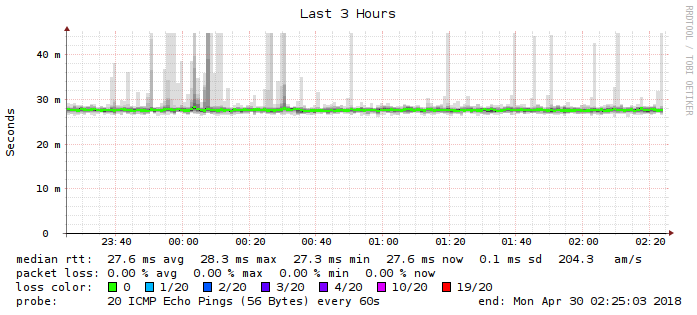 Last 3 Hours
RRDTOOL / TOBI OETIKER
Seconds
40 m
30 m
20 m
10 m
0
23:40 00:00 00:20 00:40 01:00 01:20 01:40 02:00 02:20
median rtt: 27.6 ms avg 28.3 ms max 27.3 ms min 27.6 ms now 0.1 ms sd 204.3 am/s
packet loss: 0.00 % avg 0.00 % max 0.00 % min 0.00 % now
loss color: 0 1/20 2/20 3/20 4/20 10/20 19/20
probe: 20 ICMP Echo Pings (56 Bytes) every 60s end: Mon Apr 30 02:25:03 2018